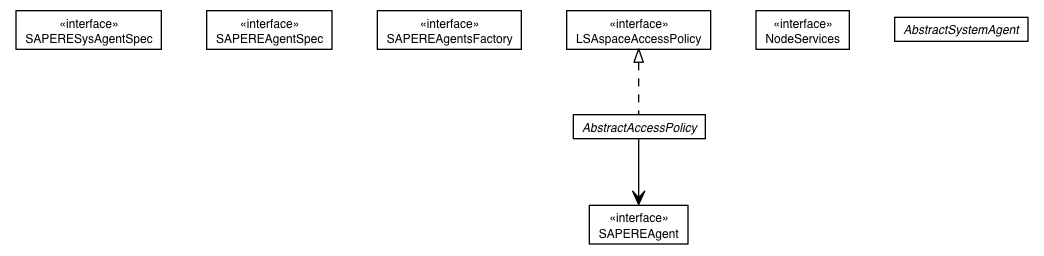 «interface»
SAPERESysAgentSpec
«interface»
SAPEREAgentSpec
«interface»
SAPEREAgentsFactory
«interface»
LSAspaceAccessPolicy
«interface»
NodeServices
AbstractSystemAgent
AbstractAccessPolicy
«interface»
SAPEREAgent